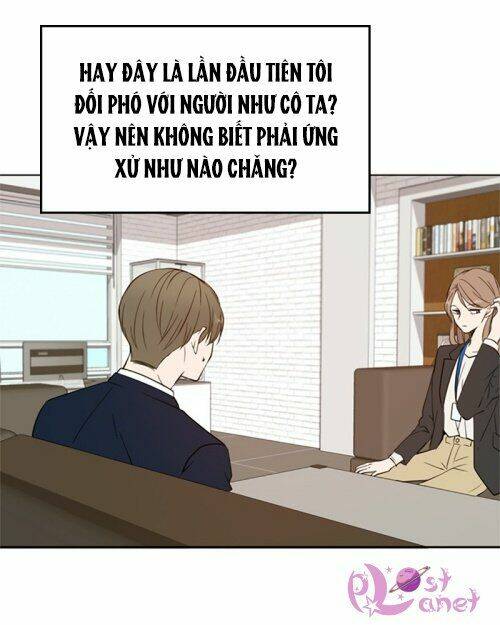 HAY ĐÂY LÀ LẦN ĐẦU TIÊN TÔI
ĐỐI PHÓ VỚI NGƯỜI NHƯ CÔ TA?
VẬY NÊN KHÔNG BIẾT PHẢI ỨNG
XỬ NHƯ NÀO CHĂNG?
Lost
Planet